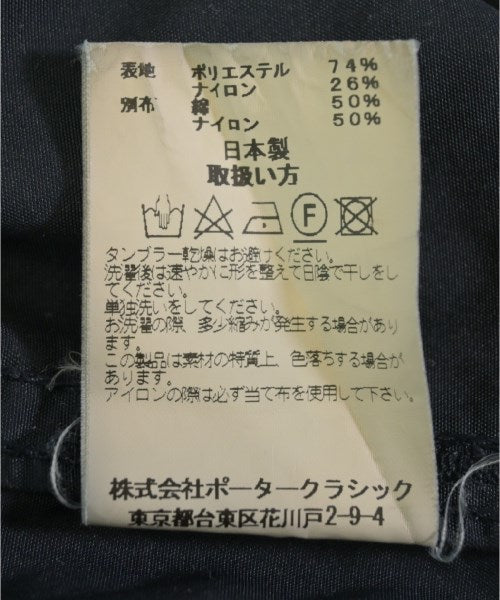 表地 ポリエステル 74%
ナイロン 26%
別布 綿 50%
ナイロン 50%
日本製
取扱い方
F
タンブラー乾燥はお避けください。
洗濯後は速やかに形を整えて日陰で干しをし
てください。
単独洗いをしてください。
お洗濯の際、多少縮みが発生する場合があり
ます。
この製品は素材の特質上、色落ちする場合が
あります。
アイロンの際は必ず当て布を使用して下さい。
株式会社ポータークラシック
東京都台東区花川戸2-9-4